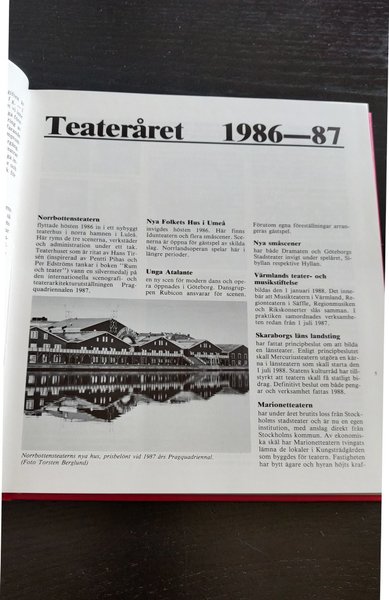 Teateråret 1986—87
Norrbottensteatern
flyttade hösten 1986 in i ett nybyggt
teaterhus i norra hamnen i Luleå.
Här ryms de tre scenerna, verkstäder
och administration under ett tak.
Teaterhuset som är ritat av Hans Tir-
sén (inspirerad av Pentti Pihas och
Per Edströms tankar i boken "Rum
och teater") vann en silvermedalj på
den internationella scenografi- och
teaterarkitekturutställningen Prag-
quadriennalen 1987.
Nya Folkets Hus i Umeå
invigdes hösten 1986. Här finns
Idunteatern och flera småscener. Sce-
nerna är öppna för gästspel av skilda
slag. Norrlandsoperan spelar här i
längre perioder.
Unga Atalante
är en scen för modern dans och op-
era öppnades i Göteborg. Dansgrup-
pen Rubicon ansvarar för scenen.
Förutom egna föreställningar arran-
geras gästspel.
Nya småscener
har både Dramaten och Göteborgs
Stadsteater invigt under spelåret, Si-
byllan respektive Hyllan.
Värmlands teater- och
musikstiftelse
bildas den 1 januari 1988. Det inne-
bär att Musikteatern i Värmland, Re-
gionteatern i Säffle, Regionmusiken
och Rikskonserter slås samman. I
praktiken samordnades verksamhe-
ten redan från 1 juli 1987.
Skaraborgs läns landsting
har fattat principbeslut om att bilda
en länsteater. Enligt principbeslutet
skall Mercuriusteatern utgöra en kär-
na i länsteatern som skall starta den
1 juli 1988. Statens kulturråd har till-
styrkt att teatern skall få statligt bi-
drag. Definitivt beslut om både pengar
och verksamhet fattas 1988.
Marionetteatern
har under året brutits loss från Stock-
holms stadsteater och är nu en egen
institution, med anslag direkt från
Stockholms kommun. Av ekonomis-
ka skäl har Marionetteatern tvingats
lämna de lokaler i Kungsträdgården
som byggdes för teatern. Fastigheten
har bytt ägare och hyran höjts kraf-
Norrbottensteaterns nya hus, prisbelönt vid 1987 års Pragquadriennal.
(Foto Torsten Berglund)